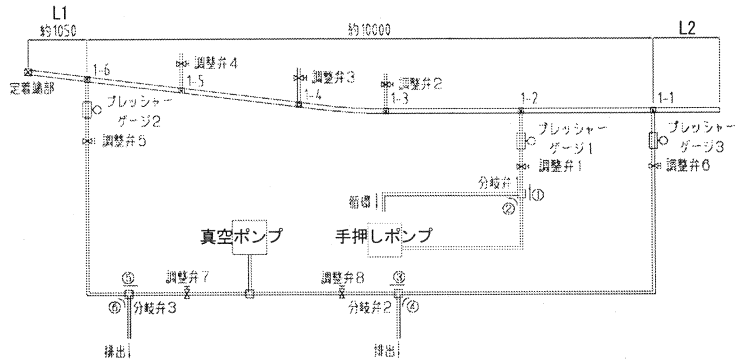 L1
約1050
約10000
L2
定着端部
1-6
1-5
調整弁4
1-4
調整弁3
1-3
調整弁2
1-2
1-1
プレッシャー
ゲージ2
調整弁5
プレッシャー
ゲージ1
調整弁1
プレッシャー
ゲージ3
調整弁6
分岐弁1
①
②
循環
真空ポンプ
手押しポンプ
⑤
調整弁7
調整弁8
③
⑥
分岐弁3
分岐弁2
④
排出
排出